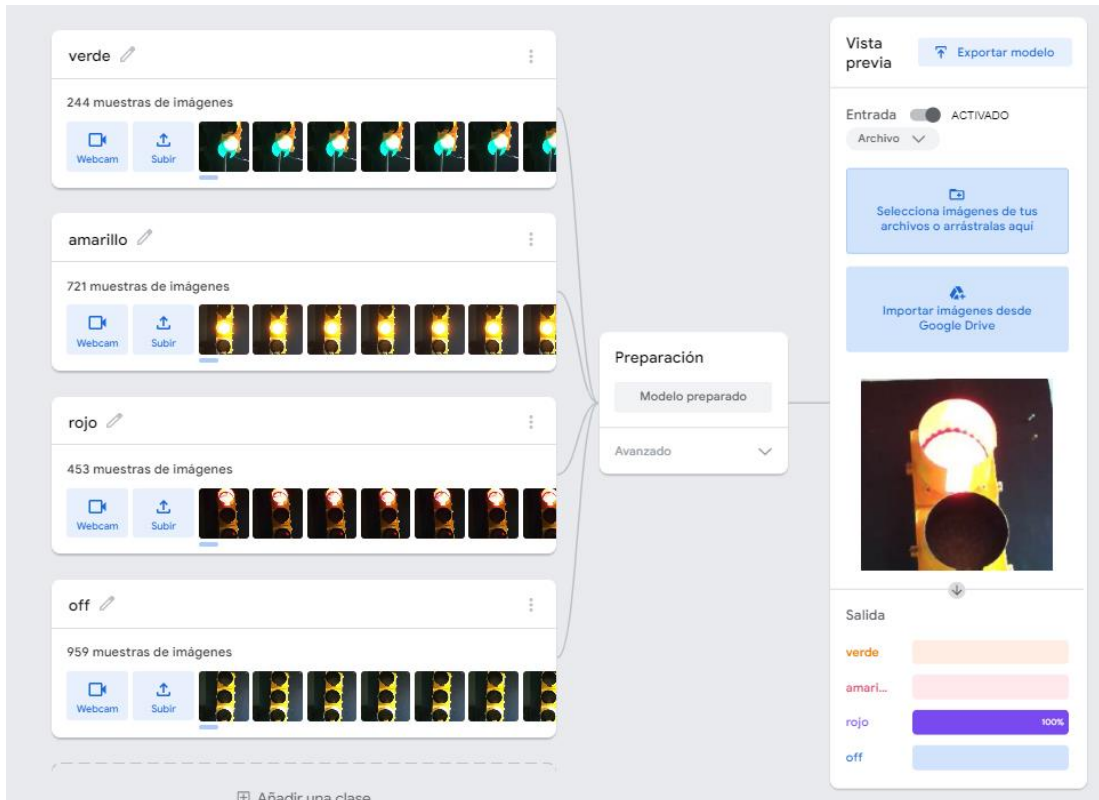 verde
244 muestras de imágenes
Webcam
Subir
amarillo
721 muestras de imágenes
Webcam
Subir
rojo
453 muestras de imágenes
Webcam
Subir
off
959 muestras de imágenes
Webcam
Subir
Añadir una clase
Preparación
Modelo preparado
Avanzado
Vista
previa
Exportar modelo
Entrada
ACTIVADO
Archivo
Selecciona imágenes de tus
archivos o arrástralas aquí
Importar imágenes desde
Google Drive
Salida
verde
amari...
rojo
100%
off